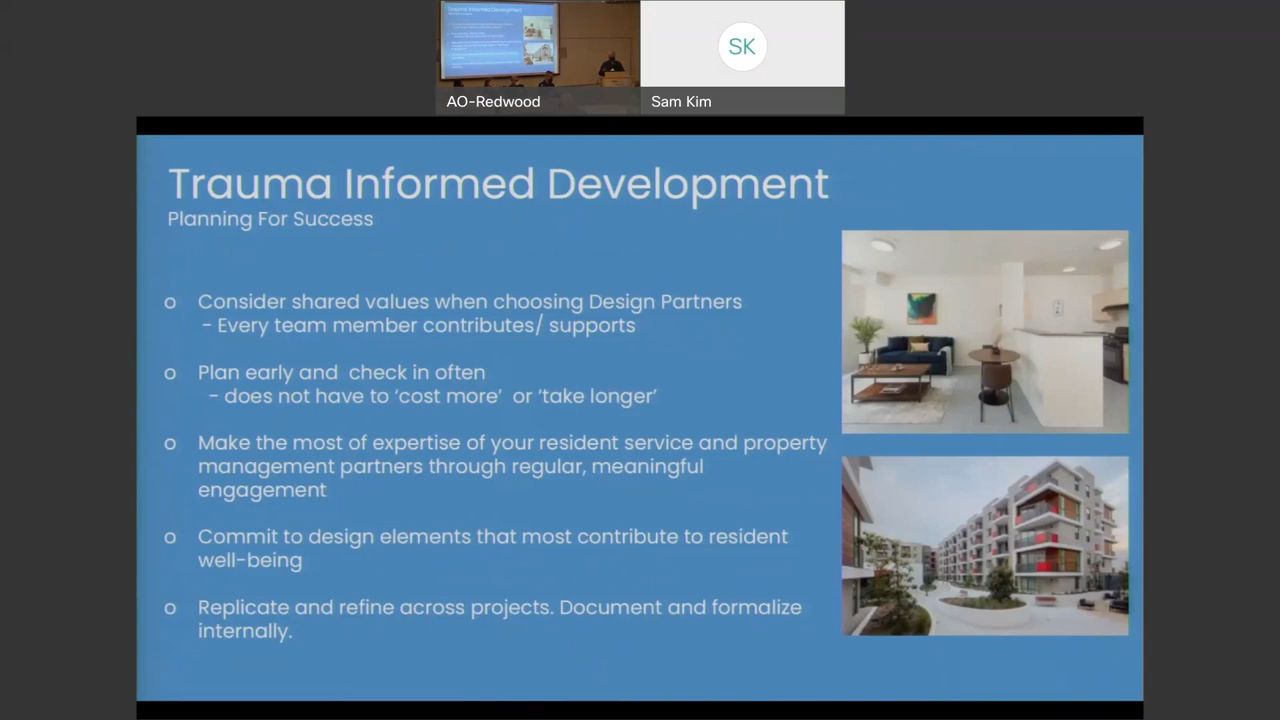 SK
AO-Redwood
Sam Kim
Trauma Informed Development
Planning For Success
o Consider shared values when choosing Design Partners
- Every team member contributes/ supports
o Plan early and check in often
- does not have to ‘cost more’ or ‘take longer’
o Make the most of expertise of your resident service and property
management partners through regular, meaningful
engagement
o Commit to design elements that most contribute to resident
well-being
o Replicate and refine across projects. Document and formalize
internally.